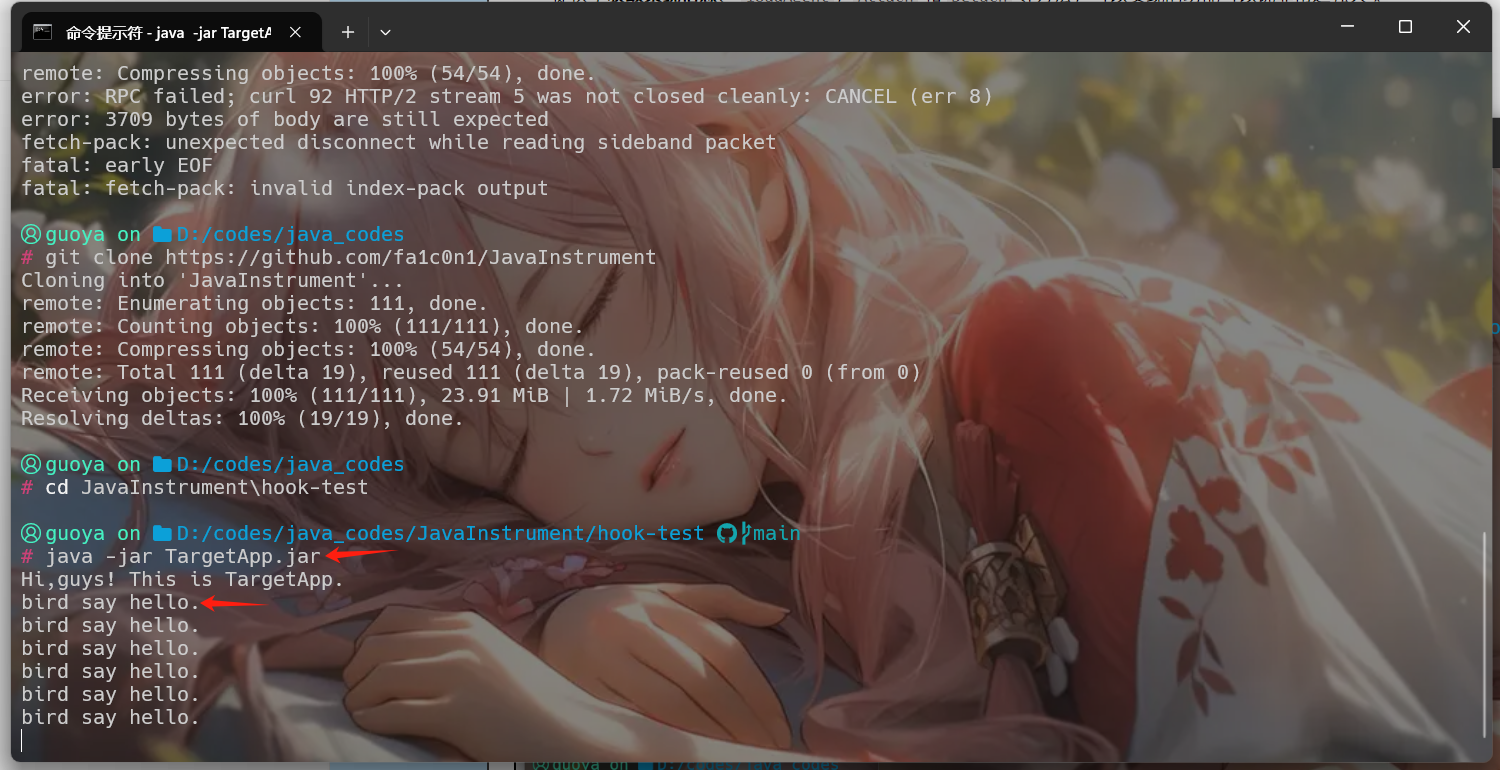 命令提示符 - java -jar TargetA
remote: Compressing objects: 100% (54/54), done.
error: RPC failed; curl 92 HTTP/2 stream 5 was not closed cleanly: CANCEL (err 8)
error: 3709 bytes of body are still expected
fetch-pack: unexpected disconnect while reading sideband packet
fatal: early EOF
fatal: fetch-pack: invalid index-pack output
guoya on D:/codes/java_codes
# git clone https://github.com/fa1c0n1/JavaInstrument
Cloning into 'JavaInstrument'...
remote: Enumerating objects: 111, done.
remote: Counting objects: 100% (111/111), done.
remote: Compressing objects: 100% (54/54), done.
remote: Total 111 (delta 19), reused 111 (delta 19), pack-reused 0 (from 0)
Receiving objects: 100% (111/111), 23.91 MiB | 1.72 MiB/s, done.
Resolving deltas: 100% (19/19), done.
guoya on D:/codes/java_codes
# cd JavaInstrument\hook-test
guoya on D:/codes/java_codes/JavaInstrument/hook-test main
# java -jar TargetApp.jar
Hi,guys! This is TargetApp.
bird say hello.
bird say hello.
bird say hello.
bird say hello.
bird say hello.
bird say hello.
guoya on D:/codes/java_codes